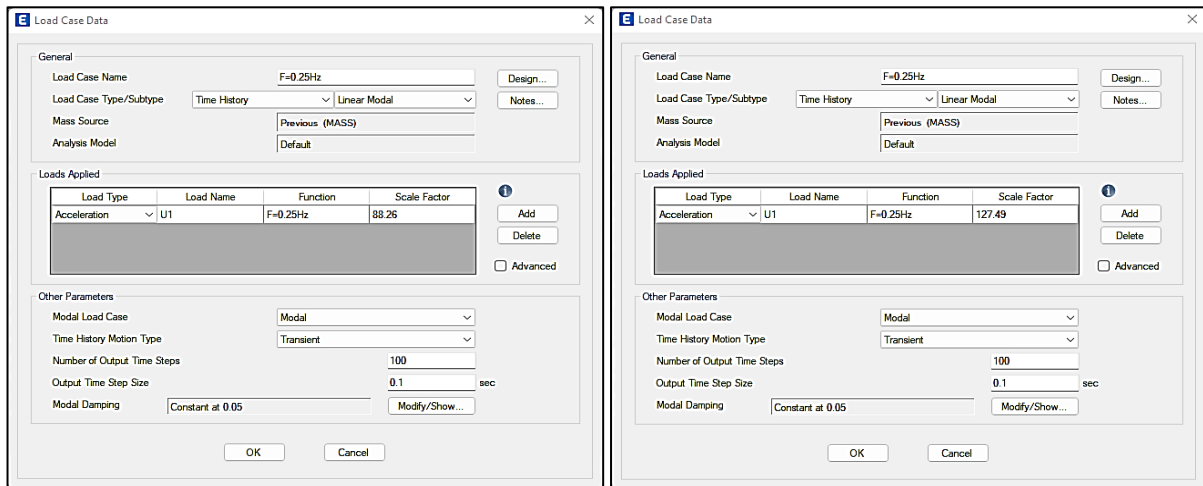 E Load Case Data
General
Load Case Name F=0.25Hz Design...
Load Case Type/Subtype Time History Linear Modal Notes...
Mass Source Previous (MASS)
Analysis Model Default
Loads Applied
Load Type Load Name Function Scale Factor
Acceleration U1 F=0.25Hz 88.26 Add
Delete
Advanced
Other Parameters
Modal Load Case Modal
Time History Motion Type Transient
Number of Output Time Steps 100
Output Time Step Size 0.1 sec
Modal Damping Constant at 0.05 Modify/Show...
OK Cancel
E Load Case Data
General
Load Case Name F=0.25Hz Design...
Load Case Type/Subtype Time History Linear Modal Notes...
Mass Source Previous (MASS)
Analysis Model Default
Loads Applied
Load Type Load Name Function Scale Factor
Acceleration U1 F=0.25Hz 127.49 Add
Delete
Advanced
Other Parameters
Modal Load Case Modal
Time History Motion Type Transient
Number of Output Time Steps 100
Output Time Step Size 0.1 sec
Modal Damping Constant at 0.05 Modify/Show...
OK Cancel